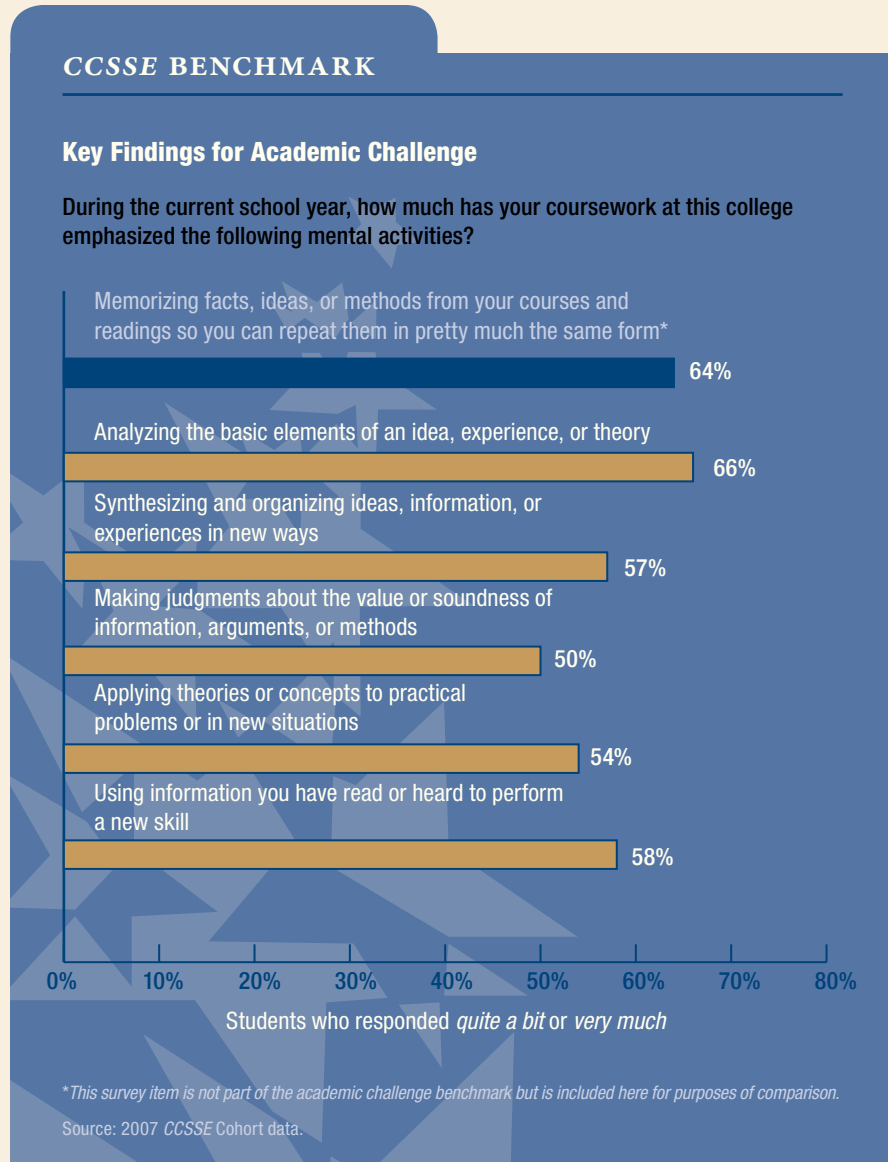 CCSSE BENCHMARK
Key Findings for Academic Challenge
During the current school year, how much has your coursework at this college
emphasized the following mental activities?
Memorizing facts, ideas, or methods from your courses and
readings so you can repeat them in pretty much the same form*
64%
Analyzing the basic elements of an idea, experience, or theory
66%
Synthesizing and organizing ideas, information, or
experiences in new ways
57%
Making judgments about the value or soundness of
information, arguments, or methods
50%
Applying theories or concepts to practical
problems or in new situations
54%
Using information you have read or heard to perform
a new skill
58%
0% 10% 20% 30% 40% 50% 60% 70% 80%
Students who responded quite a bit or very much
*This survey item is not part of the academic challenge benchmark but is included here for purposes of comparison.
Source: 2007 CCSSE Cohort data.